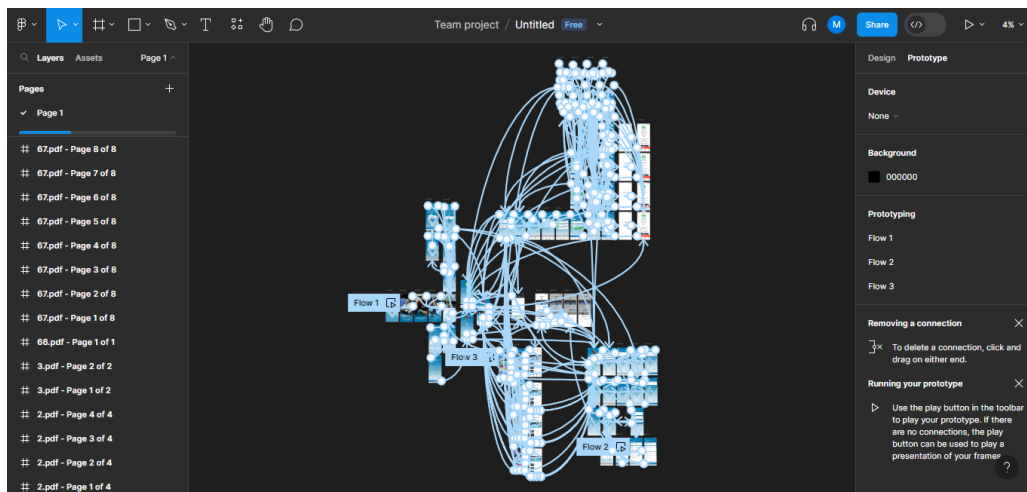 Team project / Untitled Free
M
Share
4%
Layers
Assets
Page 1
Design
Prototype
Pages
Page 1
67.pdf - Page 8 of 8
67.pdf - Page 7 of 8
67.pdf - Page 6 of 8
67.pdf - Page 5 of 8
67.pdf - Page 4 of 8
67.pdf - Page 3 of 8
67.pdf - Page 2 of 8
67.pdf - Page 1 of 8
66.pdf - Page 1 of 1
3.pdf - Page 2 of 2
3.pdf - Page 1 of 2
2.pdf - Page 4 of 4
2.pdf - Page 3 of 4
2.pdf - Page 2 of 4
2.pdf - Page 1 of 4
Flow 1
Flow 3
Flow 2
Device
None
Background
000000
Prototyping
Flow 1
Flow 2
Flow 3
Removing a connection
To delete a connection, click and
drag on either end.
Running your prototype
Use the play button in the toolbar
to play your prototype. If there
are no connections, the play
button can be used to play a
presentation of your frames
?